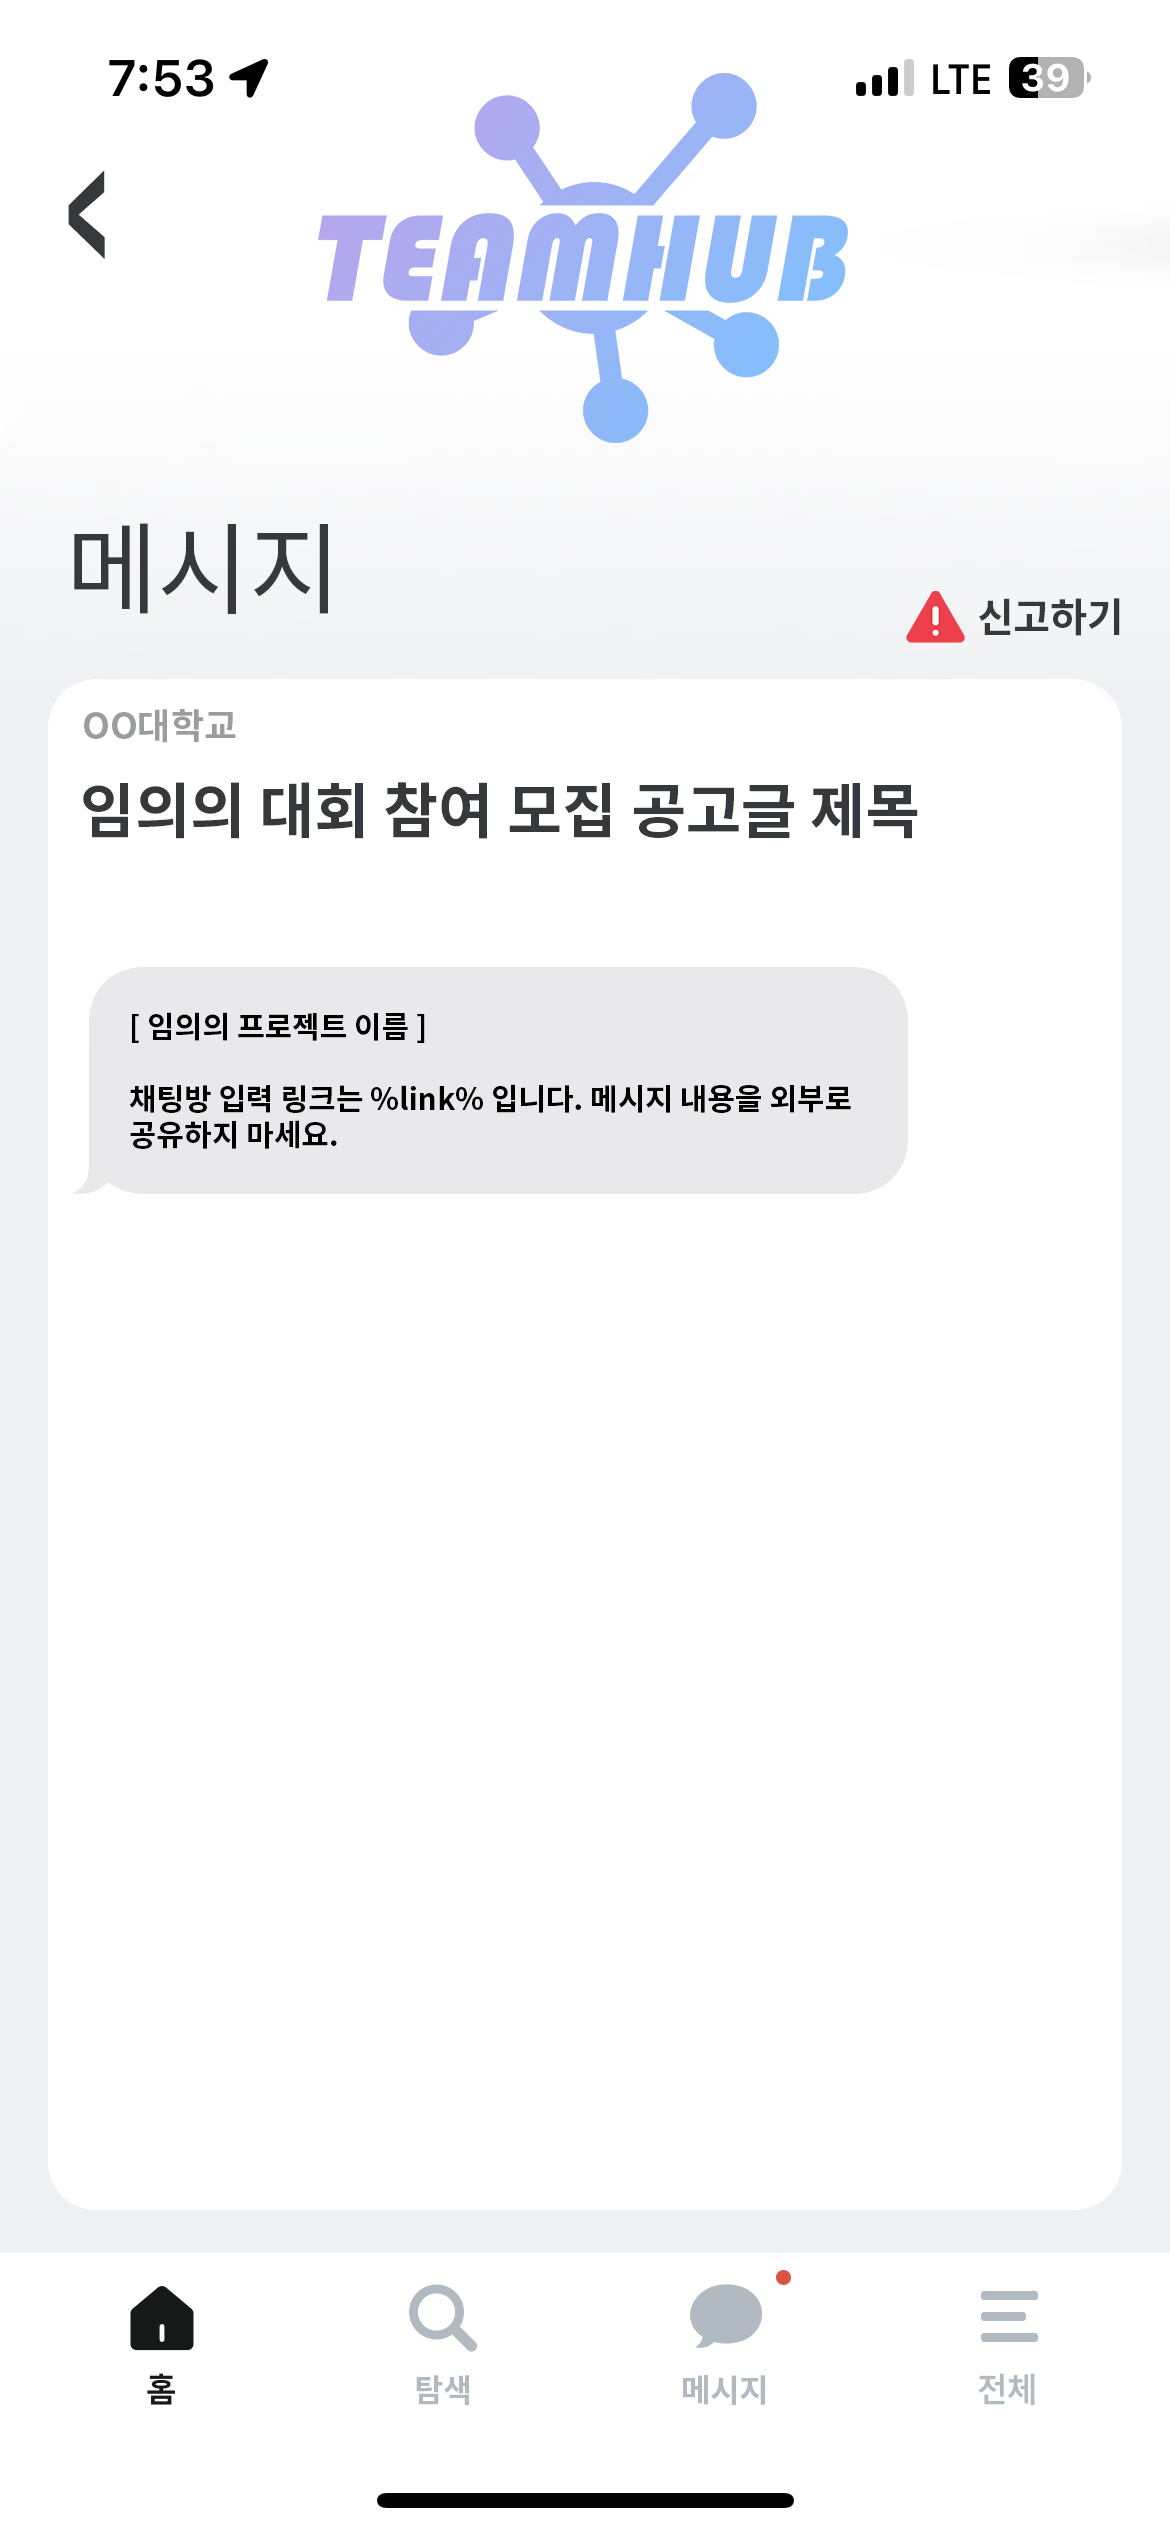 7:53
LTE
39
TEAMHUB
메시지
신고하기
OO대학교
임의의 대회 참여 모집 공고글 제목
[ 임의의 프로젝트 이름 ]
채팅방 입력 링크는 %link% 입니다. 메시지 내용을 외부로
공유하지 마세요.
홈
탐색
메시지
전체